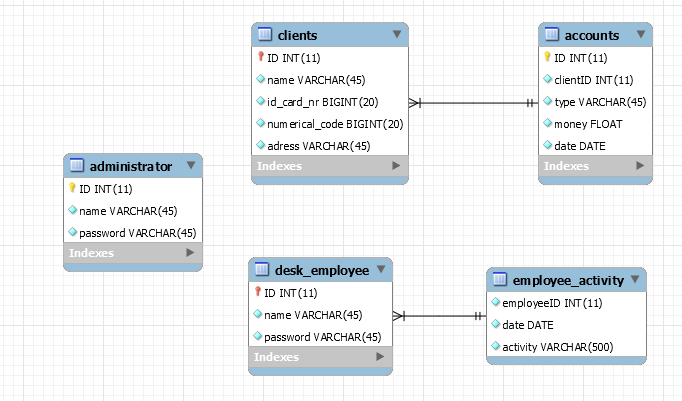 clients
ID INT(11)
name VARCHAR(45)
id_card_nr BIGINT(20)
numerical_code BIGINT(20)
adress VARCHAR(45)
Indexes
accounts
ID INT(11)
clientID INT(11)
type VARCHAR(45)
money FLOAT
date DATE
Indexes
administrator
ID INT(11)
name VARCHAR(45)
password VARCHAR(45)
Indexes
desk_employee
ID INT(11)
name VARCHAR(45)
password VARCHAR(45)
Indexes
employee_activity
employeeID INT(11)
date DATE
activity VARCHAR(500)